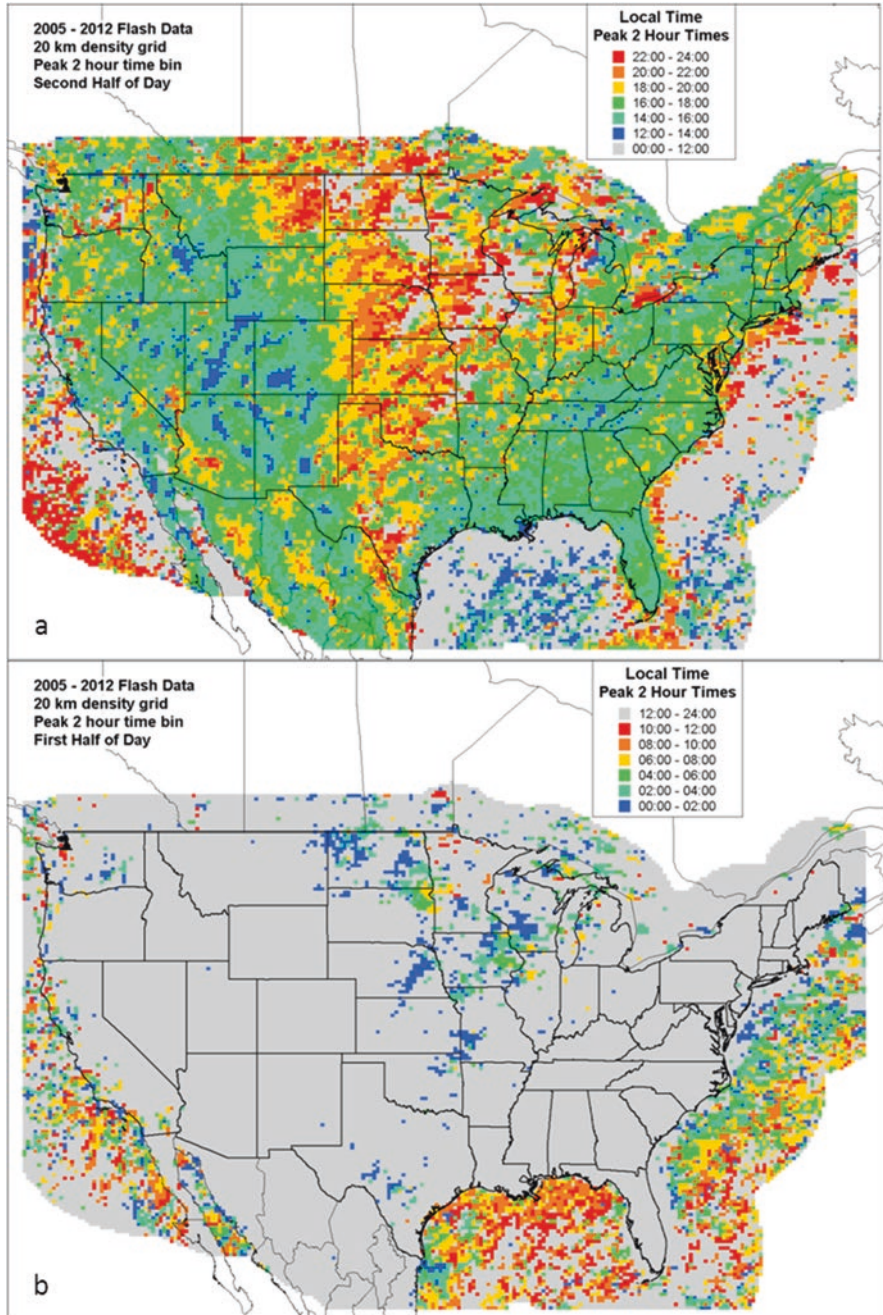 2005 - 2012 Flash Data
20 km density grid
Peak 2 hour time bin
Second Half of Day
Local Time
Peak 2 Hour Times
22:00 - 24:00
20:00 - 22:00
18:00 - 20:00
16:00 - 18:00
14:00 - 16:00
12:00 - 14:00
00:00 - 12:00
a
2005 - 2012 Flash Data
20 km density grid
Peak 2 hour time bin
First Half of Day
Local Time
Peak 2 Hour Times
12:00 - 24:00
10:00 - 12:00
08:00 - 10:00
06:00 - 08:00
04:00 - 06:00
02:00 - 04:00
00:00 - 02:00
b